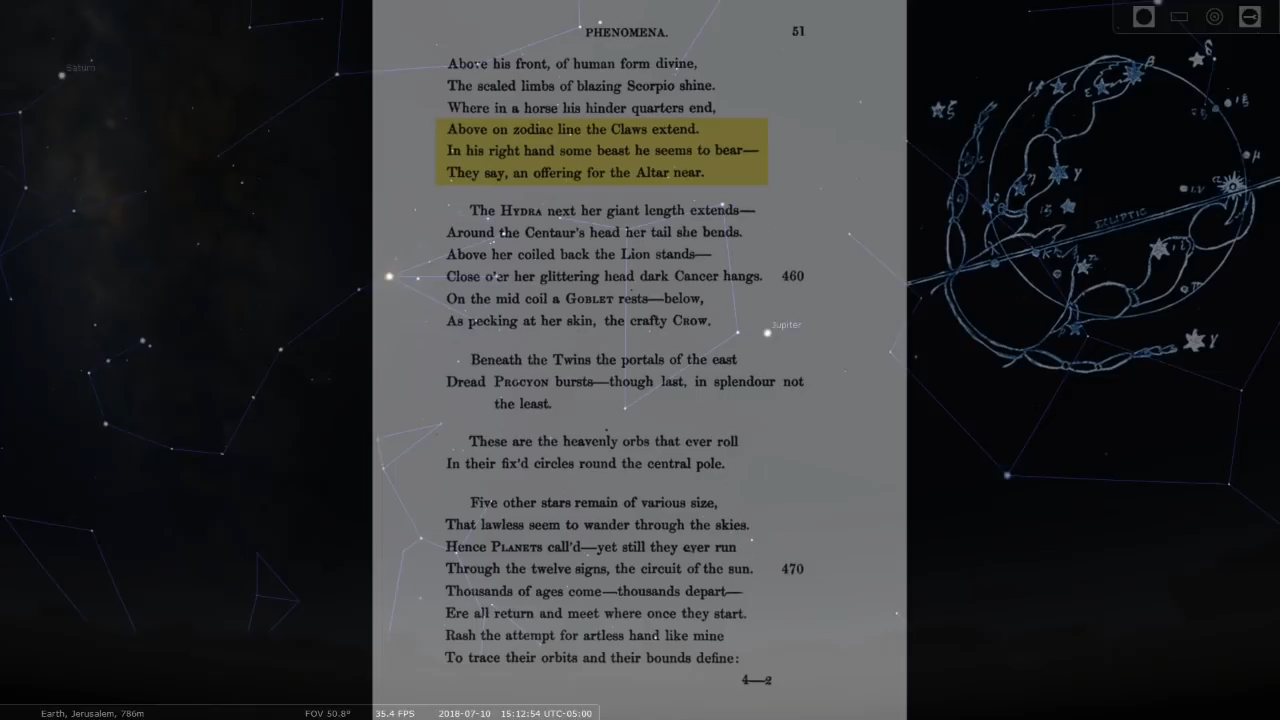 PHENOMENA. 51
Above his front, of human form divine,
The scaled limbs of blazing Scorpio shine.
Where in a horse his hinder quarters end,
Above on zodiac line the Claws extend.
In his right hand some beast he seems to bear—
They say, an offering for the Altar near.
The HYDRA next her giant length extends—
Around the Centaur's head her tail she bends.
Above her coiled back the Lion stands—
Close o'er her glittering head dark Cancer hangs. 460
On the mid coil a GOBLET rests—below,
As pecking at her skin, the crafty CROW.
Beneath the Twins the portals of the east
Dread PROCYON bursts—though last, in splendour not
the least.
These are the heavenly orbs that ever roll
In their fix'd circles round the central pole.
Five other stars remain of various size,
That lawless seem to wander through the skies.
Hence PLANETS call'd—yet still they ever run
Through the twelve signs, the circuit of the sun. 470
Thousands of ages come—thousands depart—
Ere all return and meet where once they start.
Rash the attempt for artless hand like mine
To trace their orbits and their bounds define:
4—2
Saturn
Jupiter
ECLIPTIC
Earth, Jerusalem, 786m
FOV 50.8°
35.4 FPS
2018-07-10 15:12:54 UTC-05:00